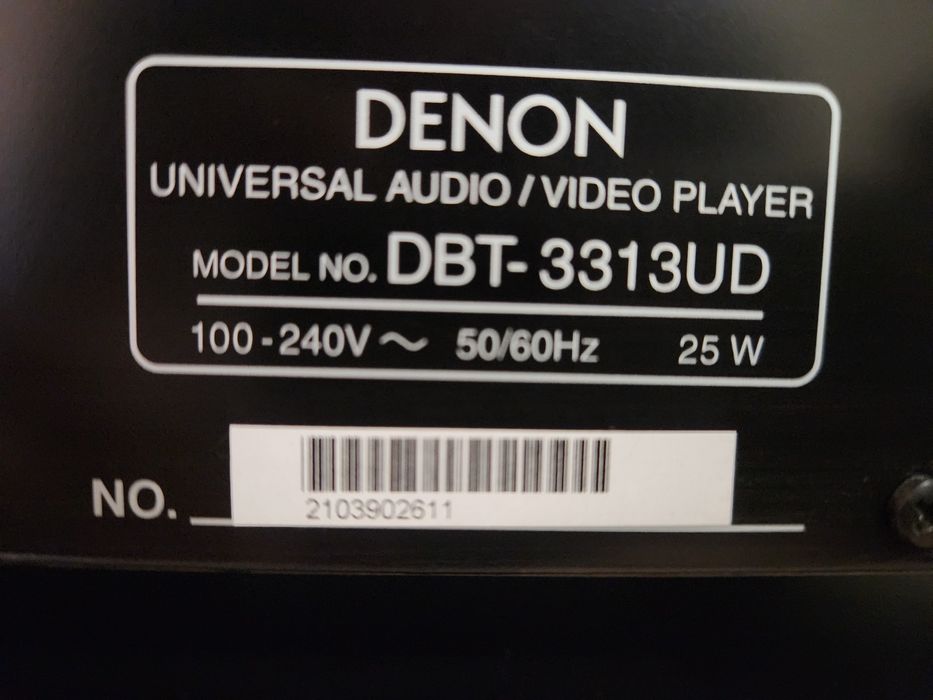 DENON
UNIVERSAL AUDIO / VIDEO PLAYER
MODEL NO. DBT-3313UD
100-240V ～ 50/60Hz 25 W
NO. 2103902611